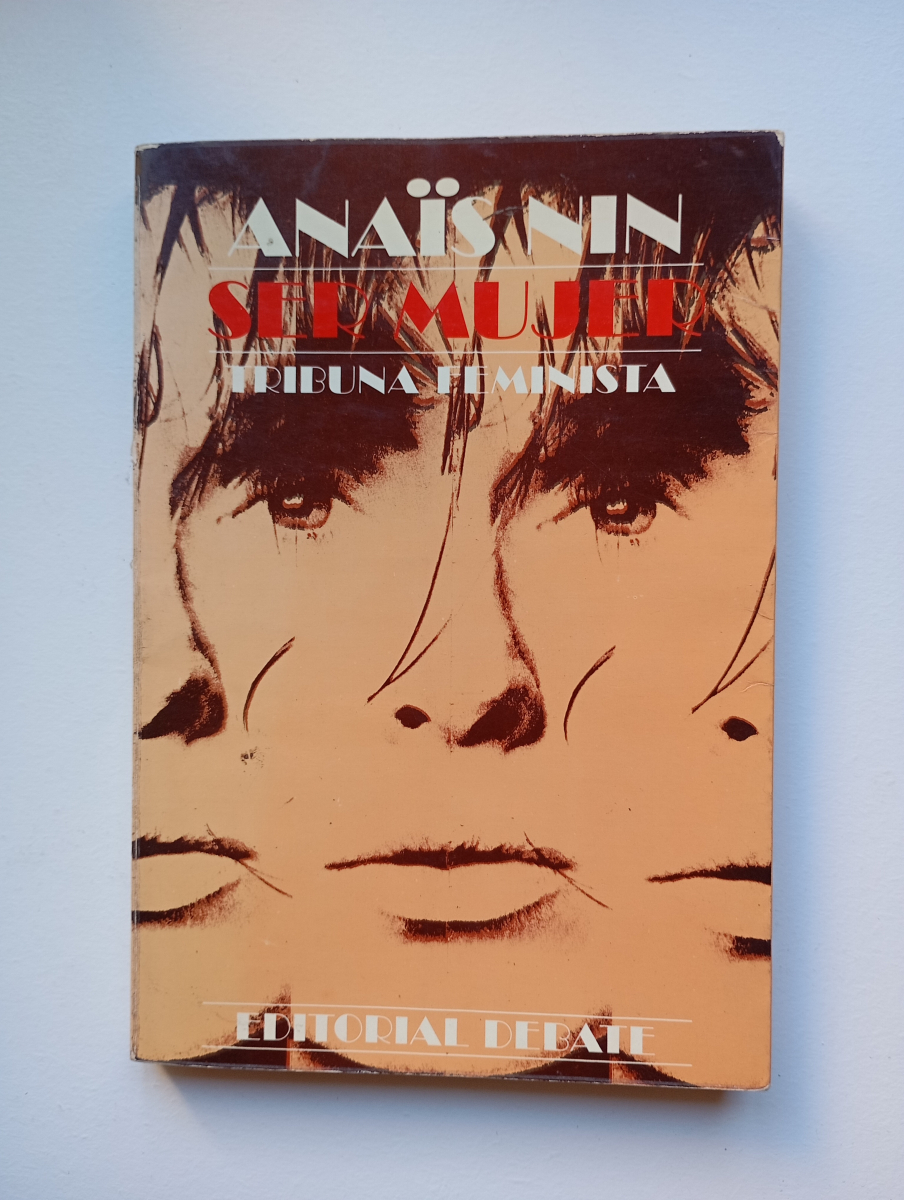 ANAÏS NIN
SER MUJER
TRIBUNA FEMINISTA
EDITORIAL DEBATE